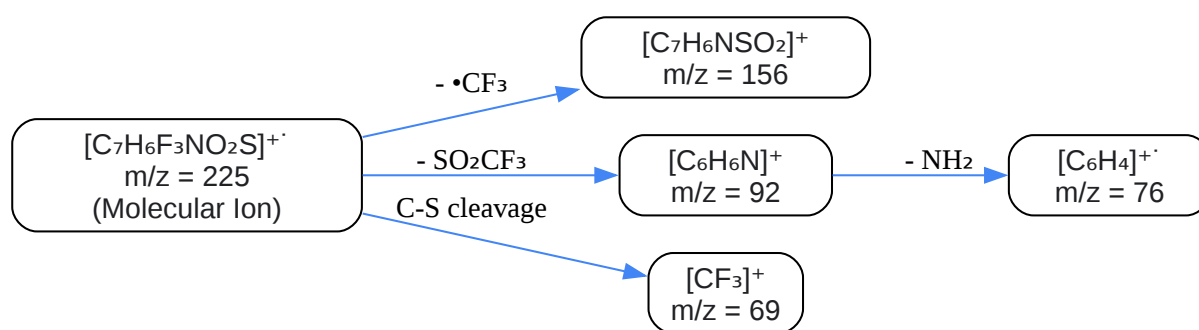 [C₇H₆NSO₂]⁺
m/z = 156
- •CF₃
[C₇H₆F₃NO₂S]⁺˙
m/z = 225
(Molecular Ion)
- SO₂CF₃
[C₆H₆N]⁺
m/z = 92
- NH₂
[C₆H₄]⁺˙
m/z = 76
C-S cleavage
[CF₃]⁺
m/z = 69